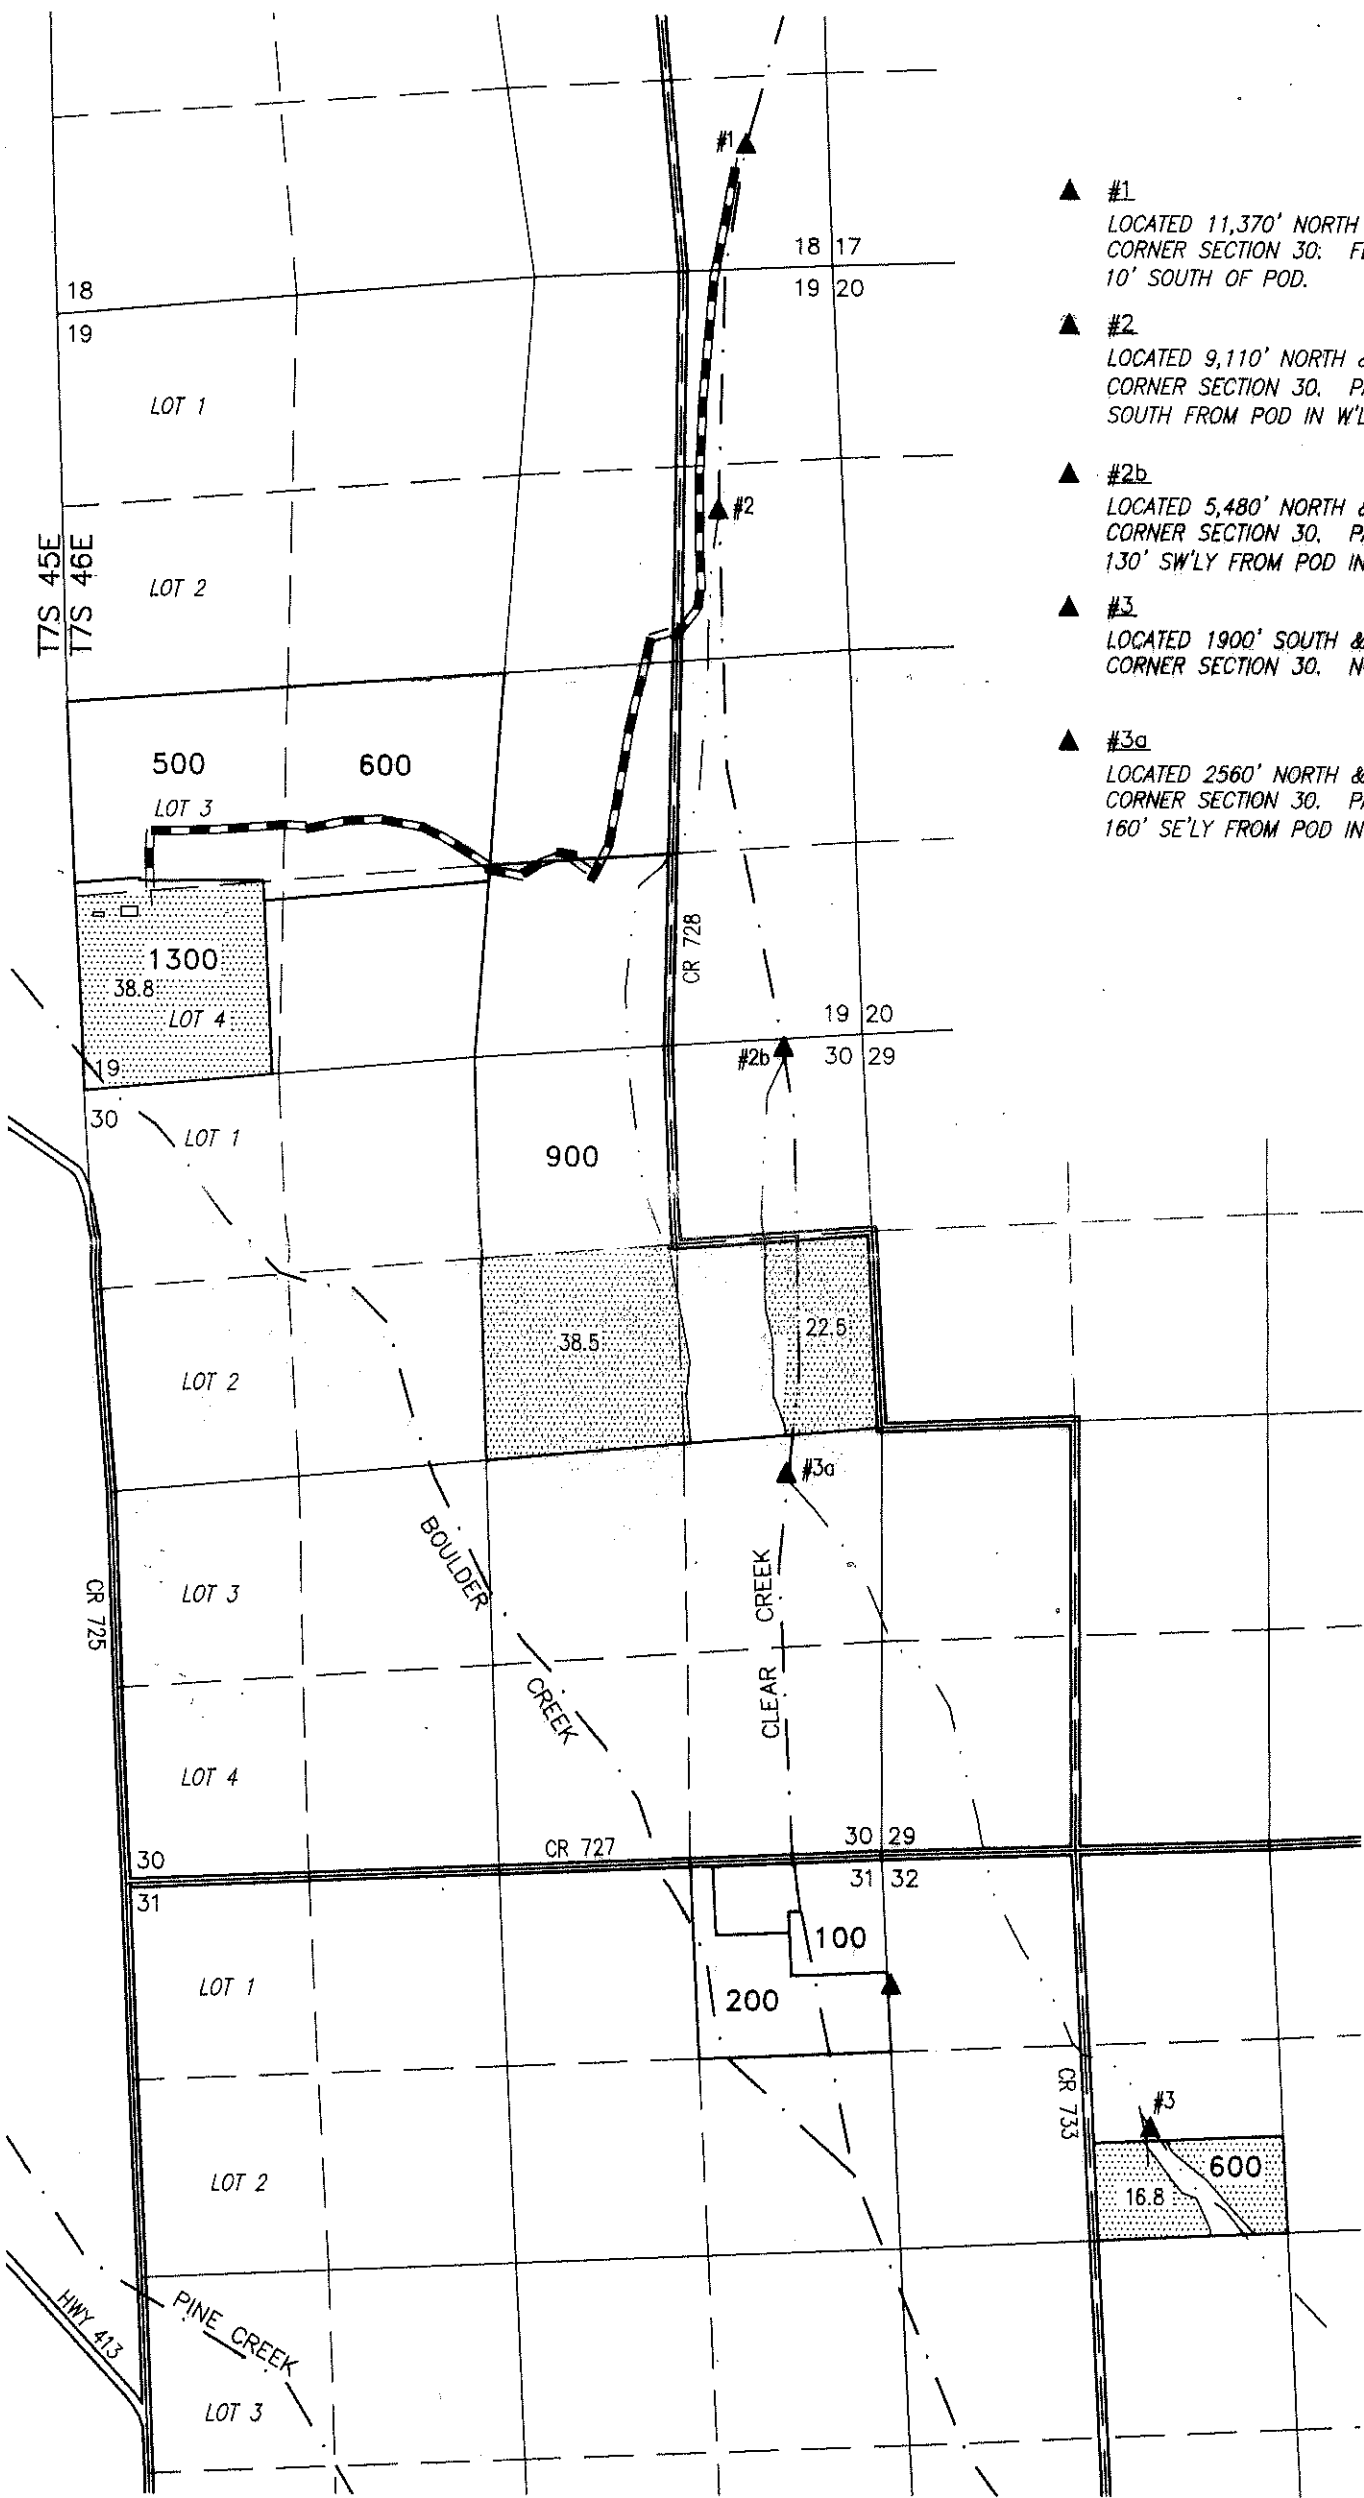 #1
18 17
19 20
18
19
LOT 1
#2
T7S 45E
T7S 46E
LOT 2
500
600
LOT 3
1300
38.8
LOT 4
CR 728
19 20
30 29
#2b
19
30
LOT 1
900
38.5
22.5
LOT 2
#3a
BOULDER
CREEK
CLEAR CREEK
CR 725
LOT 3
LOT 4
CR 727
30 29
31 32
30
31
100
200
LOT 1
CR 733
#3
600
16.8
LOT 2
HWY 413
PINE CREEK
LOT 3
#1
LOCATED 11,370' NORTH
CORNER SECTION 30.
10' SOUTH OF POD.
#2
LOCATED 9,110' NORTH &
CORNER SECTION 30.
SOUTH FROM POD IN
#2b
LOCATED 5,480' NORTH &
CORNER SECTION 30.
130' SW'LY FROM POD IN
#3
LOCATED 1900' SOUTH &
CORNER SECTION 30.
#3a
LOCATED 2560' NORTH &
CORNER SECTION 30.
160' SE'LY FROM POD IN